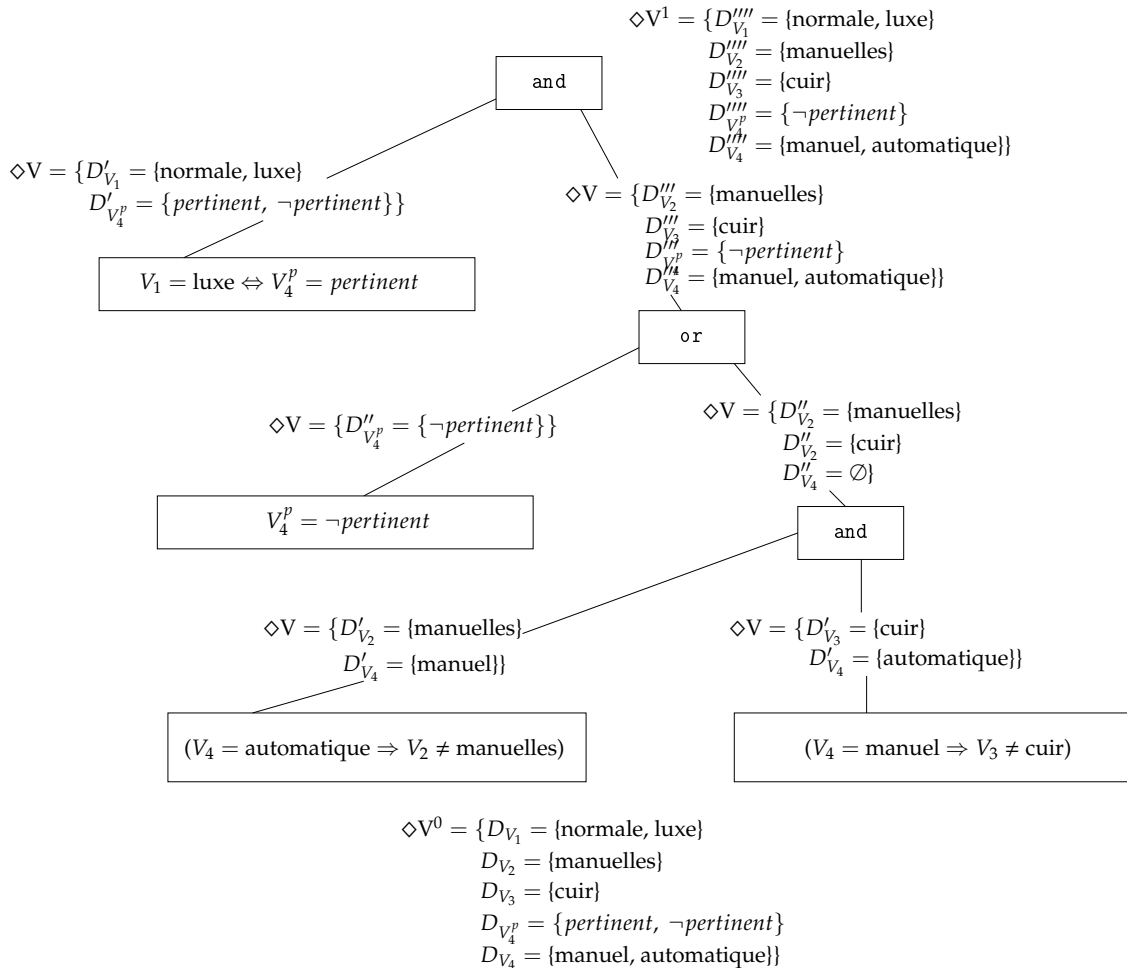 ◇V¹ = {D''''_{V_1} = {normale, luxe}
D''''_{V_2} = {manuelles}
D''''_{V_3} = {cuir}
D''''_{V_4^p} = {¬pertinent}
D''''_{V_4} = {manuel, automatique}}
and
◇V = {D'_{V_1} = {normale, luxe}
D'_{V_4^p} = {pertinent, ¬pertinent}}
◇V = {D'''_{V_2} = {manuelles}
D'''_{V_3} = {cuir}
D'''_{V_4^p} = {¬pertinent}
D'''_{V_4} = {manuel, automatique}}
V_1 = luxe ⇔ V_4^p = pertinent
or
◇V = {D''_{V_4^p} = {¬pertinent}}
◇V = {D''_{V_2} = {manuelles}
D''_{V_2} = {cuir}
D''_{V_4} = ∅}
V_4^p = ¬pertinent
and
◇V = {D'_{V_2} = {manuelles}
D'_{V_4} = {manuel}}
◇V = {D'_{V_3} = {cuir}
D'_{V_4} = {automatique}}
(V_4 = automatique ⇒ V_2 ≠ manuelles)
(V_4 = manuel ⇒ V_3 ≠ cuir)
◇V⁰ = {D_{V_1} = {normale, luxe}
D_{V_2} = {manuelles}
D_{V_3} = {cuir}
D_{V_4^p} = {pertinent, ¬pertinent}
D_{V_4} = {manuel, automatique}}